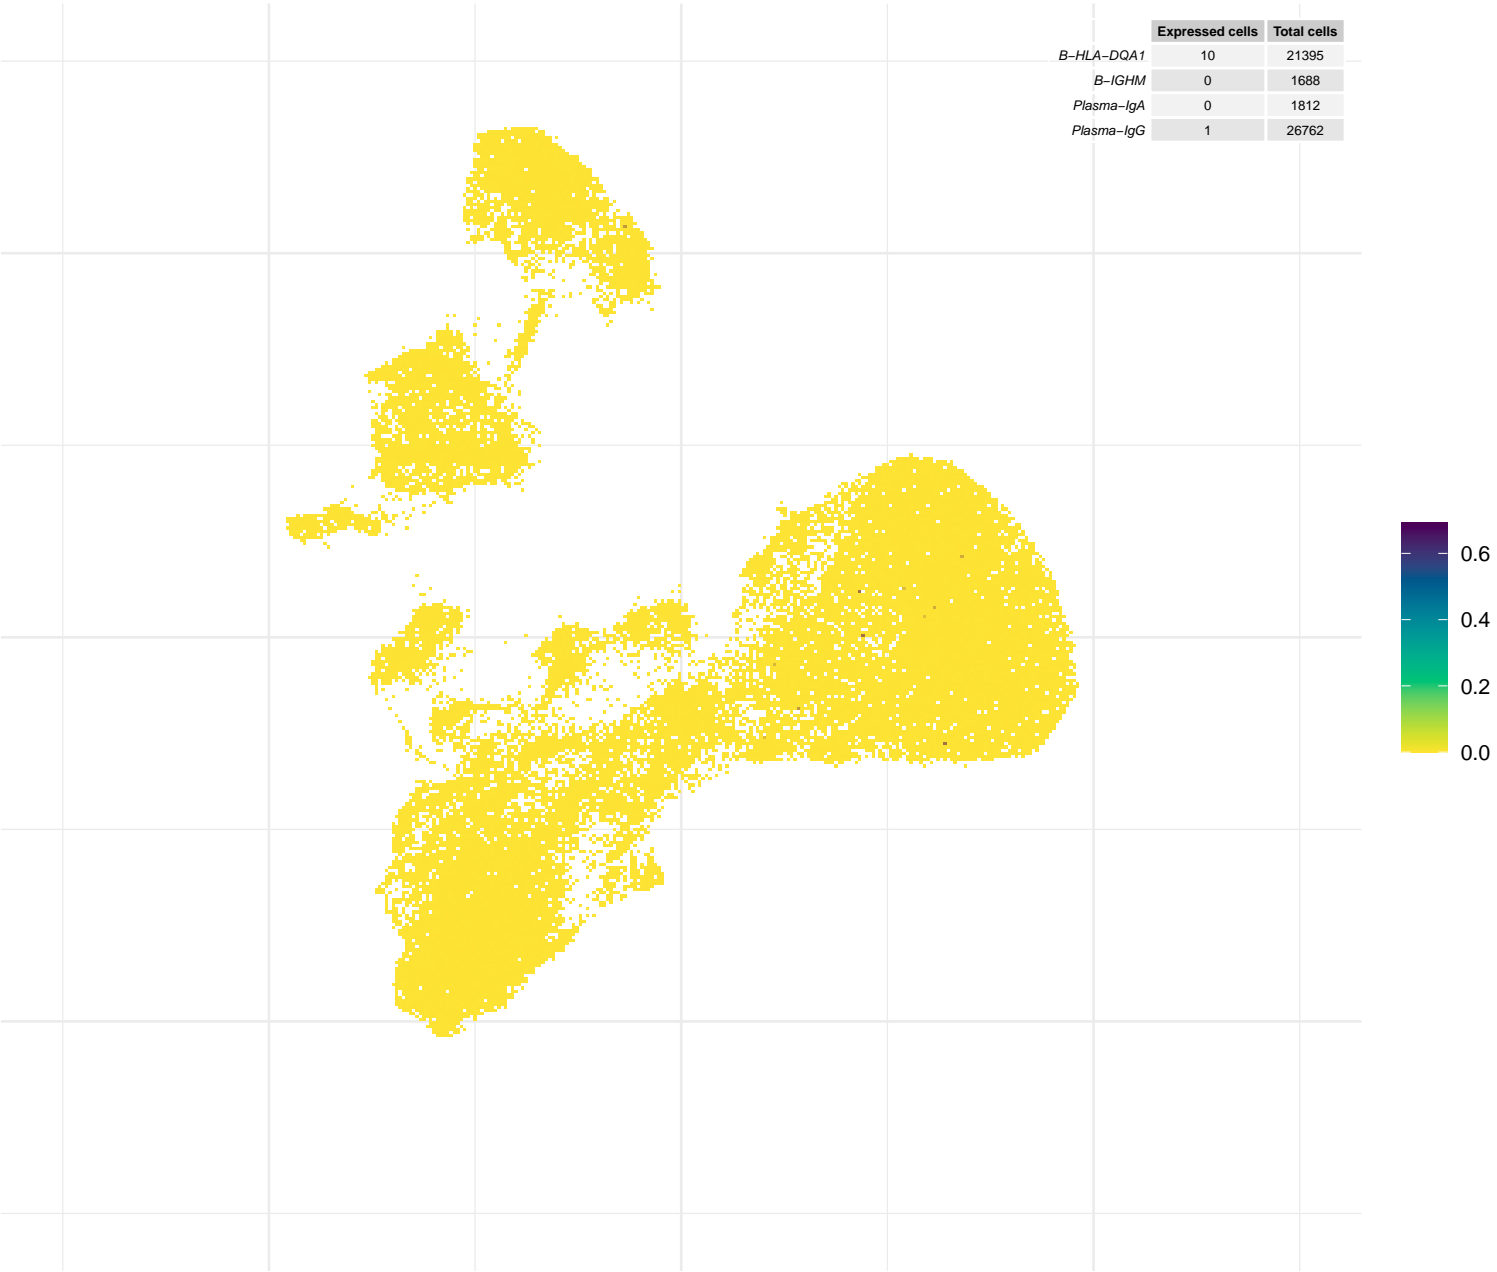 Expressed cells Total cells
B−HLA−DQA1 10 21395
B−IGHM 0 1688
Plasma−IgA 0 1812
Plasma−IgG 1 26762
0.6
0.4
0.2
0.0